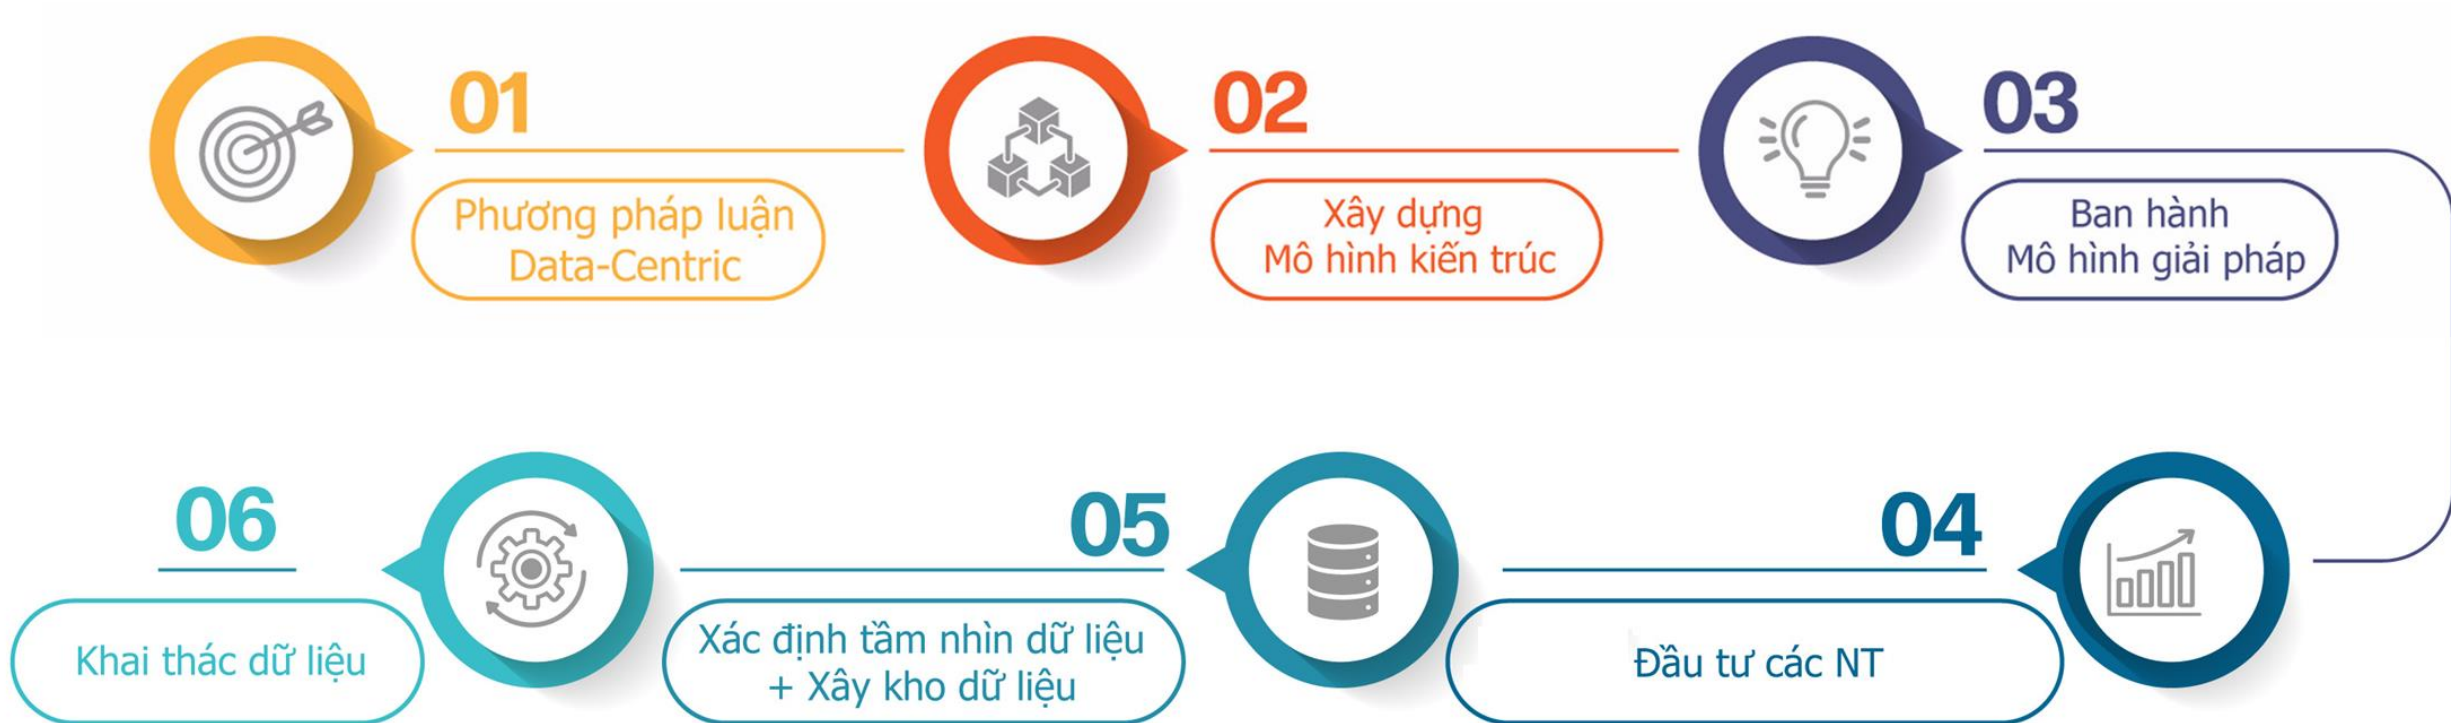 01
Phương pháp luận
Data-Centric
02
Xây dựng
Mô hình kiến trúc
03
Ban hành
Mô hình giải pháp
04
Đầu tư các NT
05
Xác định tầm nhìn dữ liệu
+ Xây kho dữ liệu
06
Khai thác dữ liệu